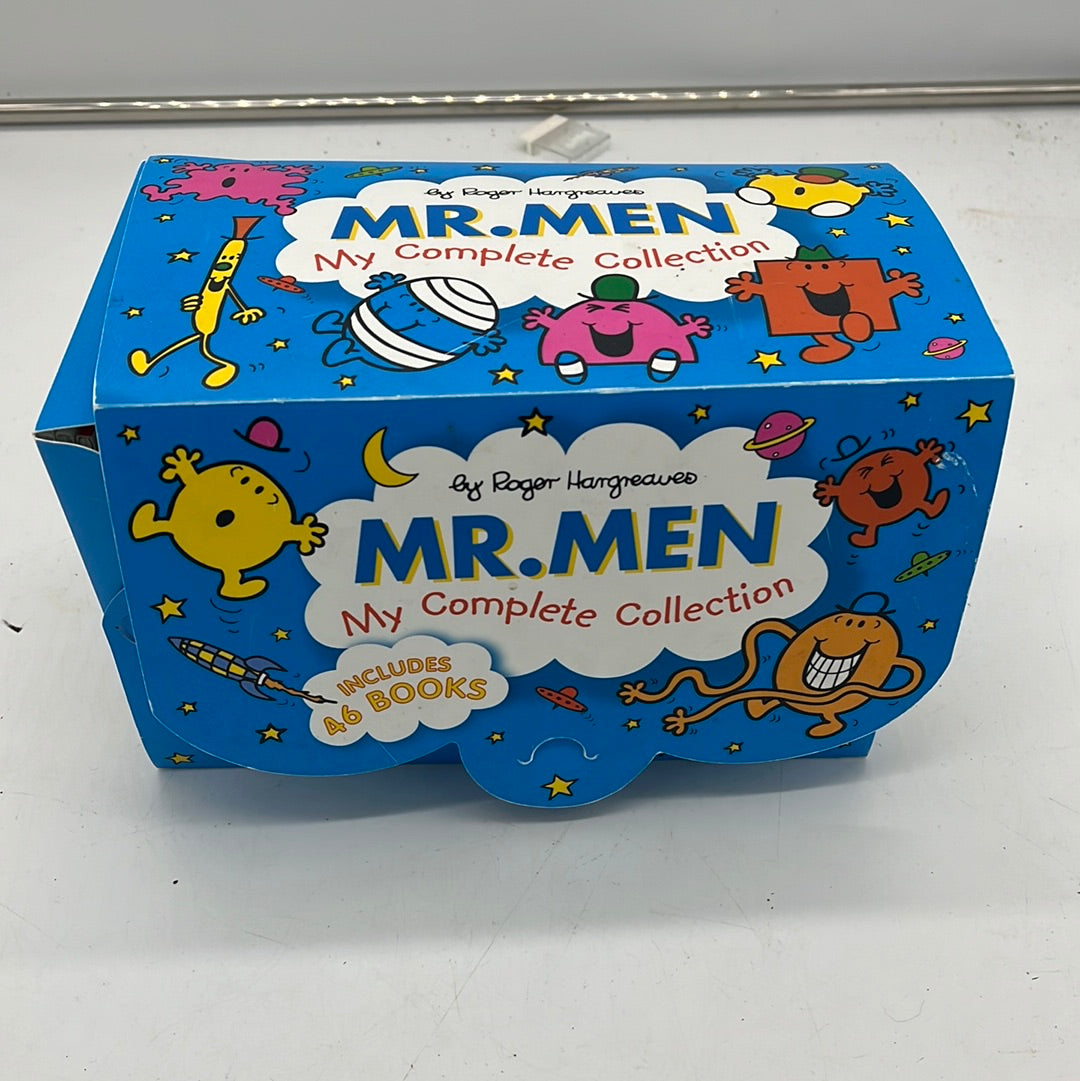 by Roger Hargreaves
MR.MEN
My Complete Collection
by Roger Hargreaves
MR.MEN
My Complete Collection
INCLUDES
46 BOOKS